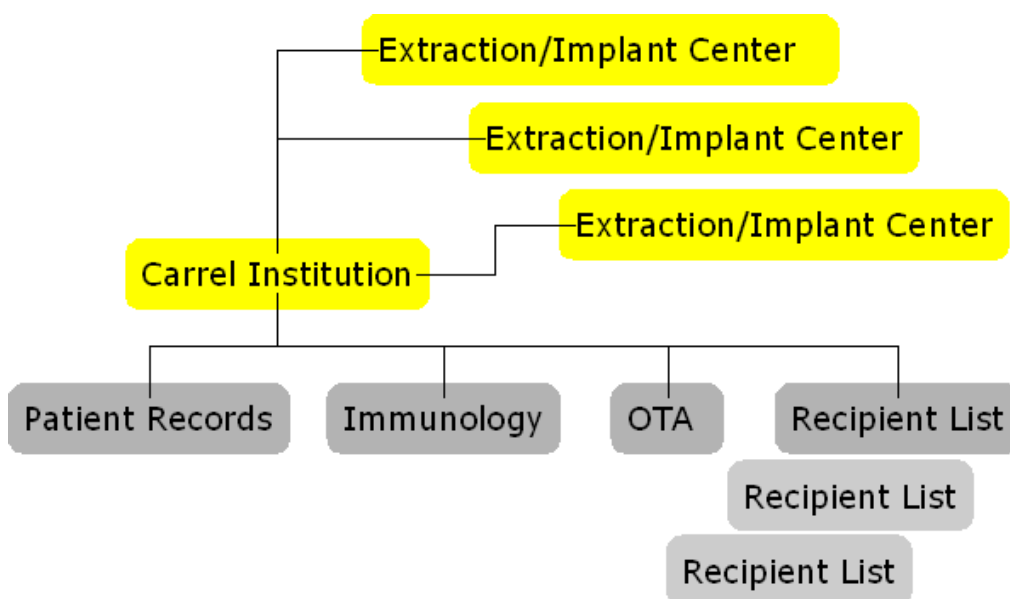 Extraction/Implant Center
Extraction/Implant Center
Extraction/Implant Center
Carrel Institution
Patient Records
Immunology
OTA
Recipient List
Recipient List
Recipient List